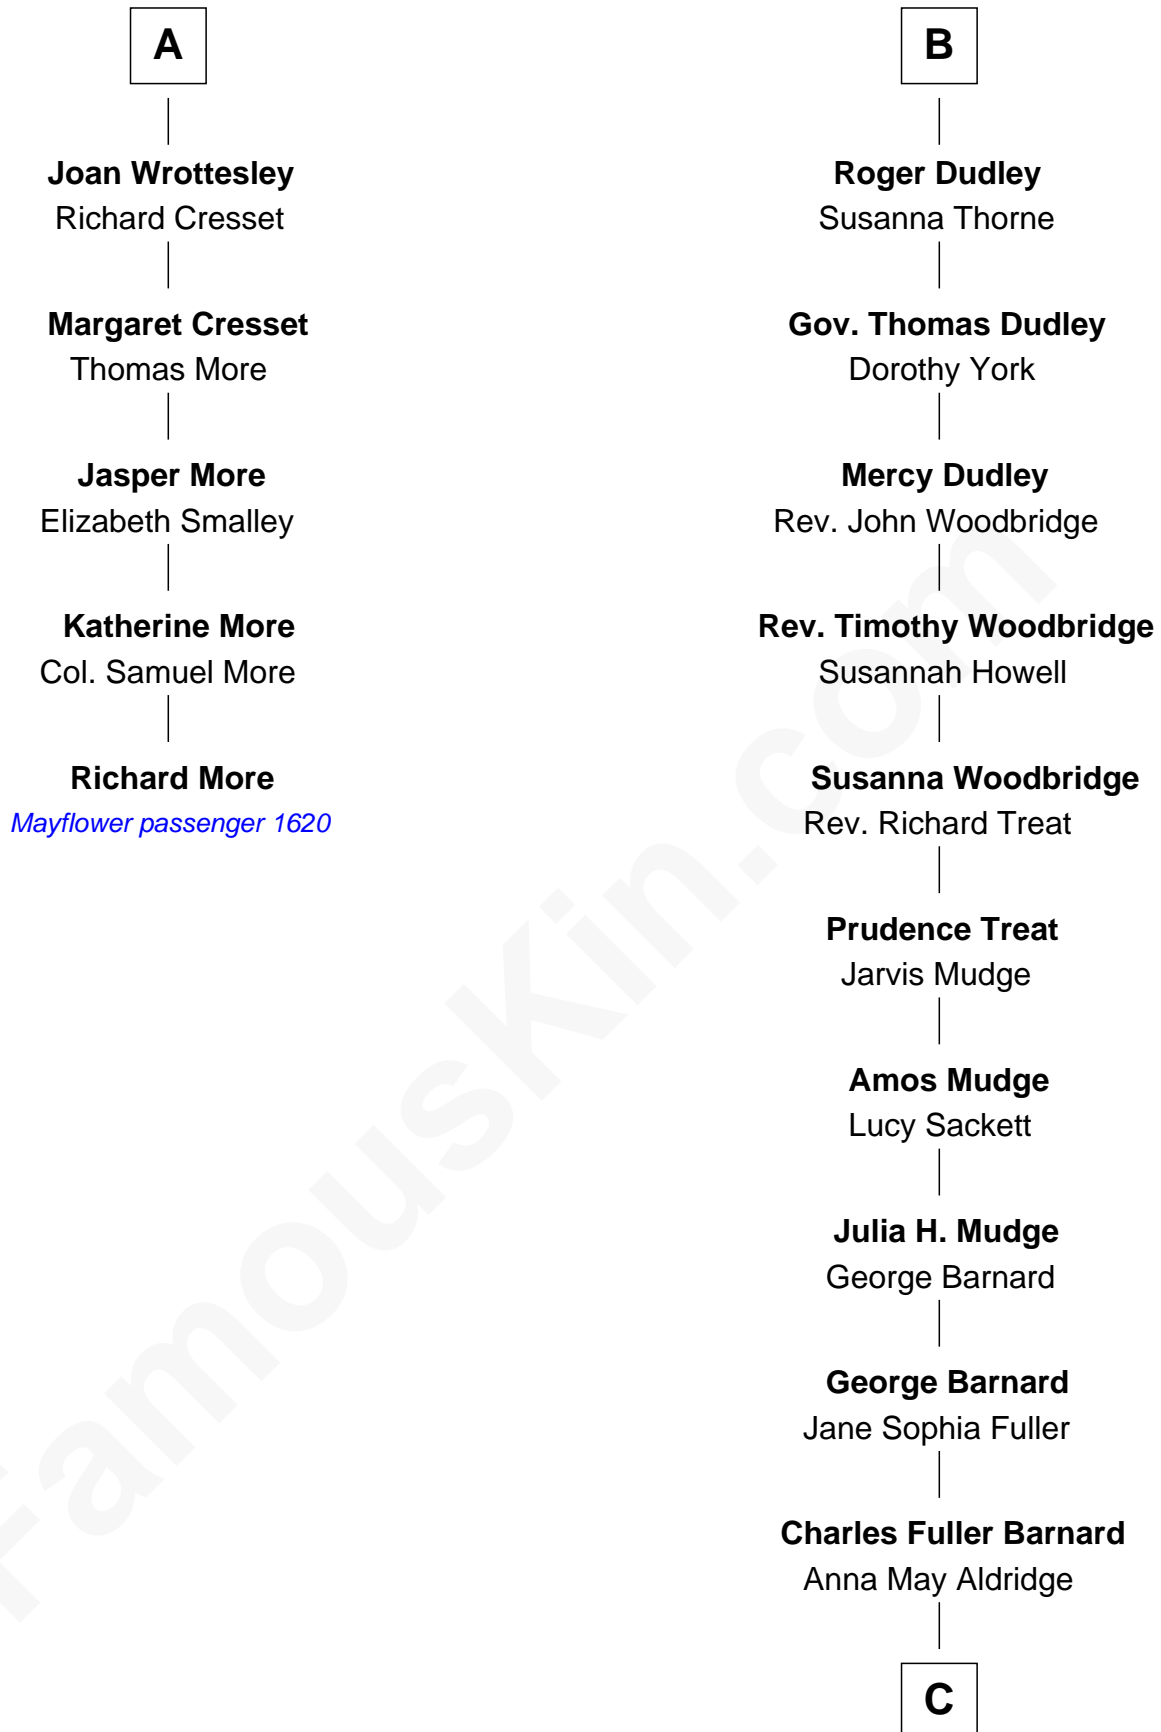 A
Joan Wrottesley
Richard Cresset
Margaret Cresset
Thomas More
Jasper More
Elizabeth Smalley
Katherine More
Col. Samuel More
Richard More
Mayflower passenger 1620
B
Roger Dudley
Susanna Thorne
Gov. Thomas Dudley
Dorothy York
Mercy Dudley
Rev. John Woodbridge
Rev. Timothy Woodbridge
Susannah Howell
Susanna Woodbridge
Rev. Richard Treat
Prudence Treat
Jarvis Mudge
Amos Mudge
Lucy Sackett
Julia H. Mudge
George Barnard
George Barnard
Jane Sophia Fuller
Charles Fuller Barnard
Anna May Aldridge
C
FamousKin.com